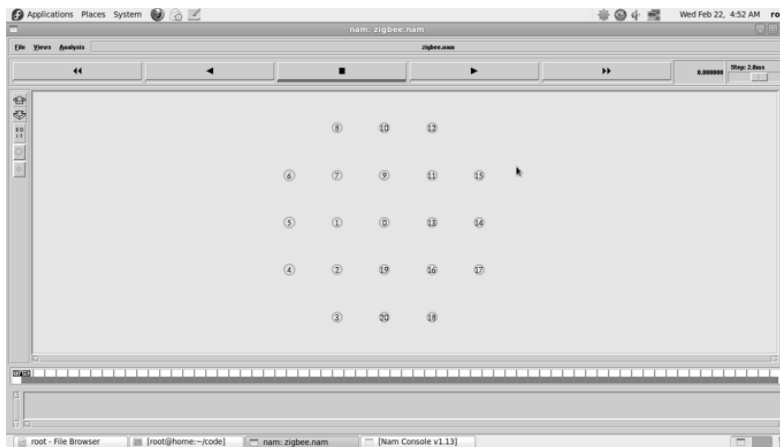 Applications Places System Wed Feb 22, 4:52 AM ro
nam: zigbee.nam
File Views Analysis zigbee.nam
0.000000 Step: 2.0ms
8 10 12
6 7 9 11 15
5 1 0 13 14
4 2 19 16 17
3 20 18
root - File Browser [root@home:~/code] nam: zigbee.nam [Nam Console v1.13]